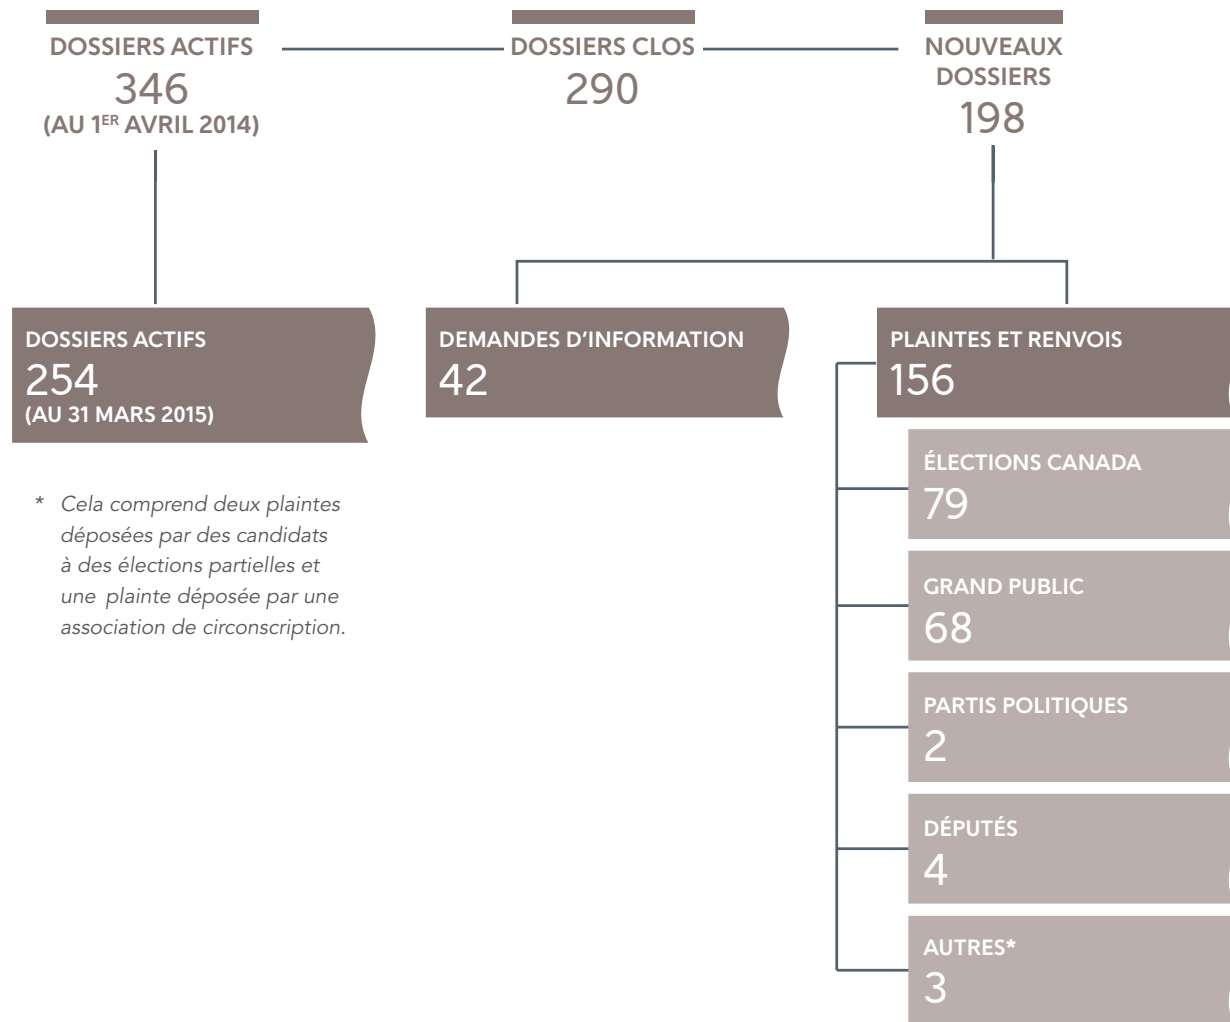 DOSSIERS ACTIFS
346
(AU 1ER AVRIL 2014)
DOSSIERS CLOS
290
NOUVEAUX
DOSSIERS
198
DOSSIERS ACTIFS
254
(AU 31 MARS 2015)
DEMANDES D'INFORMATION
42
PLAINTES ET RENVOIS
156
ÉLECTIONS CANADA
79
GRAND PUBLIC
68
PARTIS POLITIQUES
2
DÉPUTÉS
4
AUTRES*
3
* Cela comprend deux plaintes
déposées par des candidats
à des élections partielles et
une plainte déposée par une
association de circonscription.